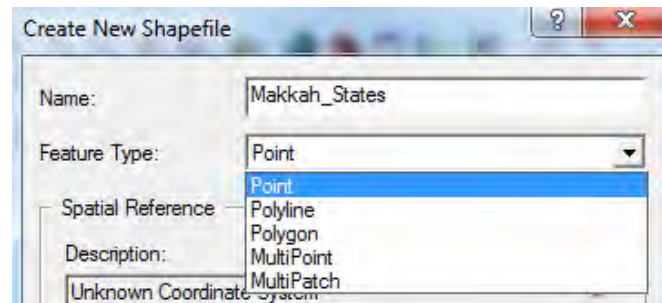 Create New Shapefile
Name: Makkah_States
Feature Type: Point
Point
Spatial Reference Polyline
Polygon
Description: MultiPoint
MultiPatch
Unknown Coordinate System